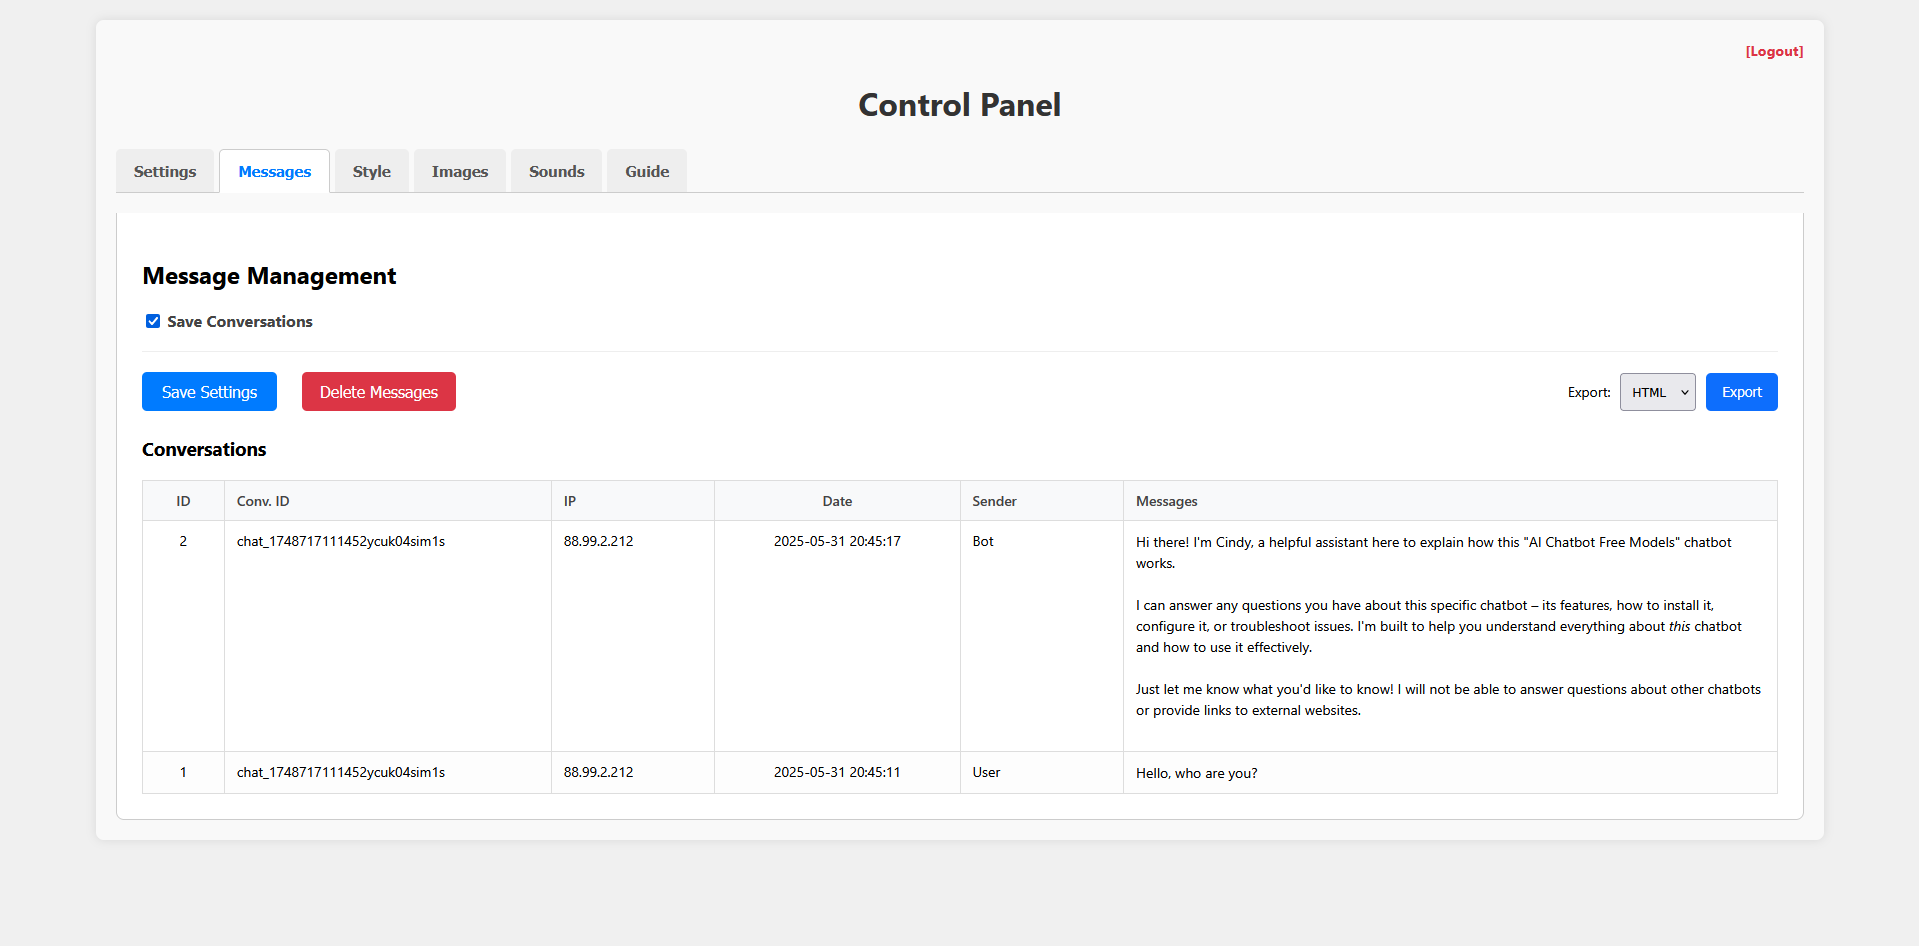 [Logout]
Control Panel
Settings
Messages
Style
Images
Sounds
Guide
Message Management
Save Conversations
Save Settings
Delete Messages
Export:
HTML
Export
Conversations
ID
Conv. ID
IP
Date
Sender
Messages
2
chat_1748717111452ycuk04sim1s
88.99.2.212
2025-05-31 20:45:17
Bot
Hi there! I'm Cindy, a helpful assistant here to explain how this "AI Chatbot Free Models" chatbot
works.
I can answer any questions you have about this specific chatbot – its features, how to install it,
configure it, or troubleshoot issues. I'm built to help you understand everything about this chatbot
and how to use it effectively.
Just let me know what you'd like to know! I will not be able to answer questions about other chatbots
or provide links to external websites.
1
chat_1748717111452ycuk04sim1s
88.99.2.212
2025-05-31 20:45:11
User
Hello, who are you?